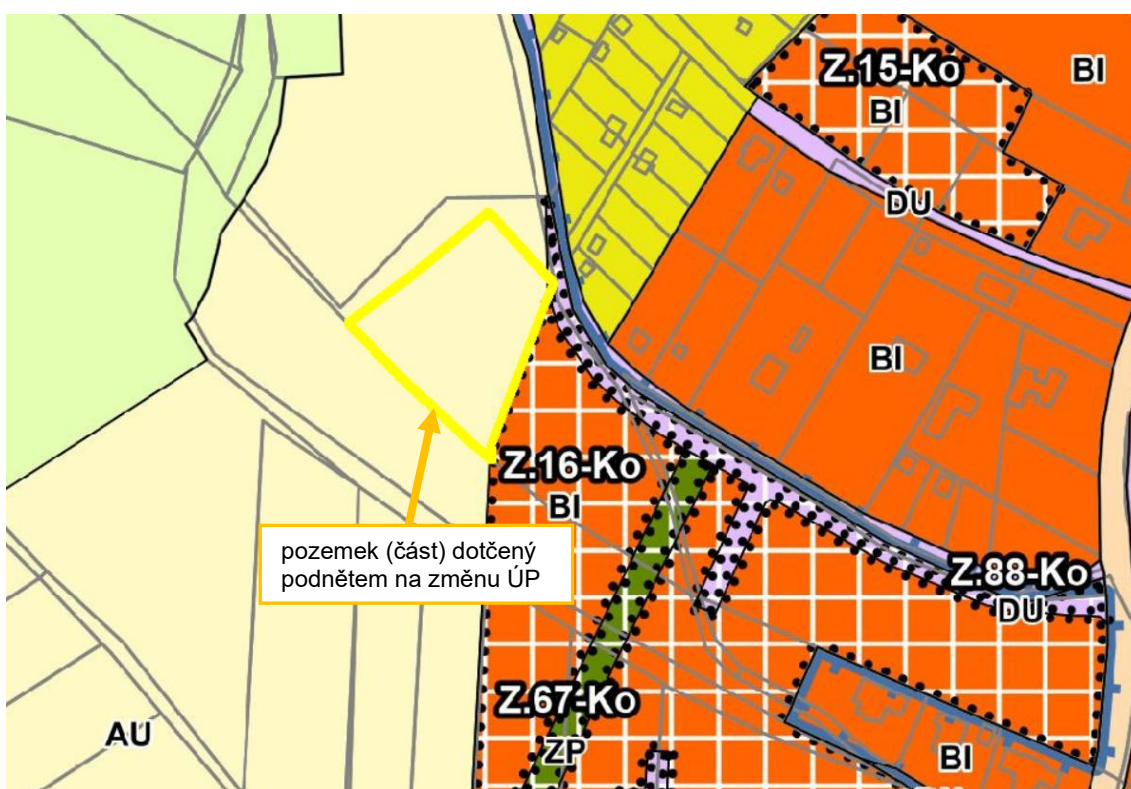 Z.15-Ko
BI
BI
DU
BI
Z.16-Ko
BI
pozemek (část) dotčený
podnětem na změnu ÚP
Z.88-Ko
DU
Z.67-Ko
ZP
AU
BI